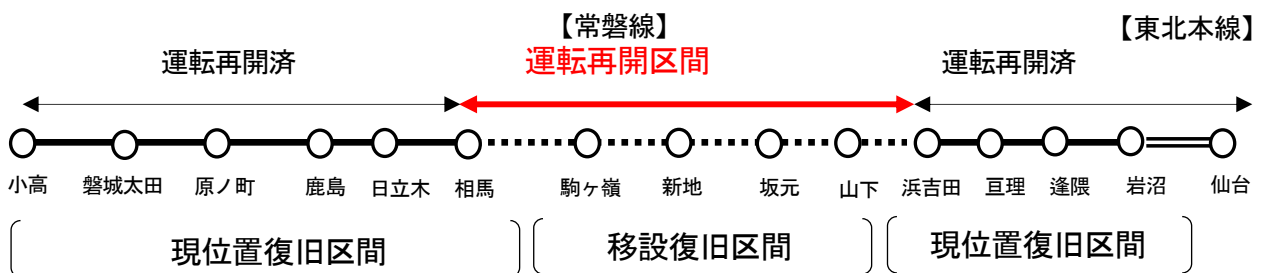 【常磐線】
【東北本線】
運転再開済
運転再開区間
運転再開済
小高
磐城太田
原ノ町
鹿島
日立木
相馬
駒ヶ嶺
新地
坂元
山下
浜吉田
亘理
逢隈
岩沼
仙台
現位置復旧区間
移設復旧区間
現位置復旧区間